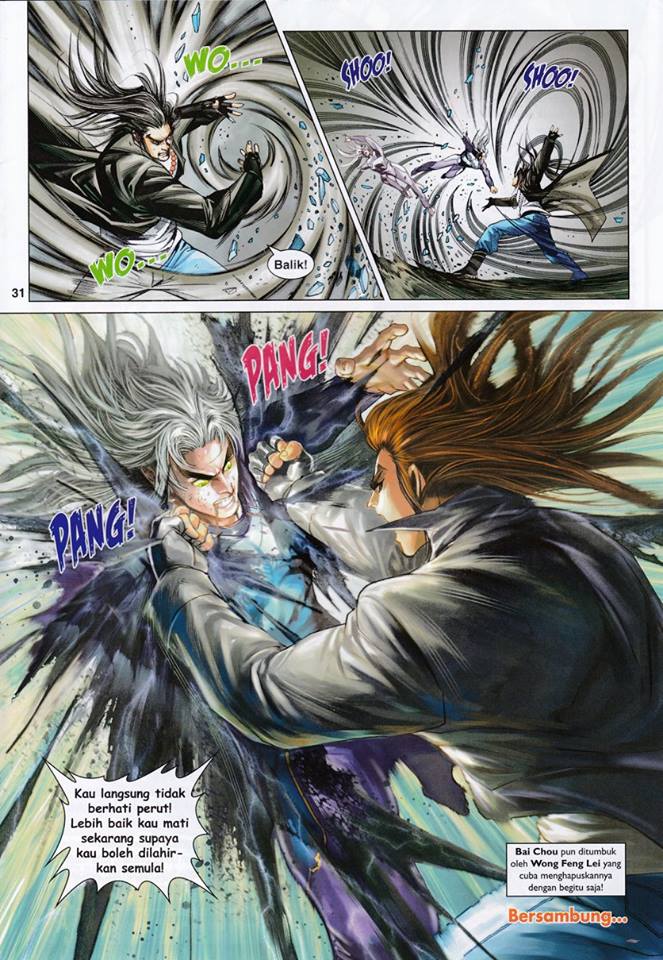 WO...
WO...
Balik!
SHOO!
SHOO!
31
PANG!
PANG!
Kau langsung tidak
berhati perut!
Lebih baik kau mati
sekarang supaya
kau boleh dilahir-
kan semula!
Bai Chou pun ditumbuk
oleh Wong Feng Lei yang
cuba menghapuskannya
dengan begitu saja!
Bersambung...